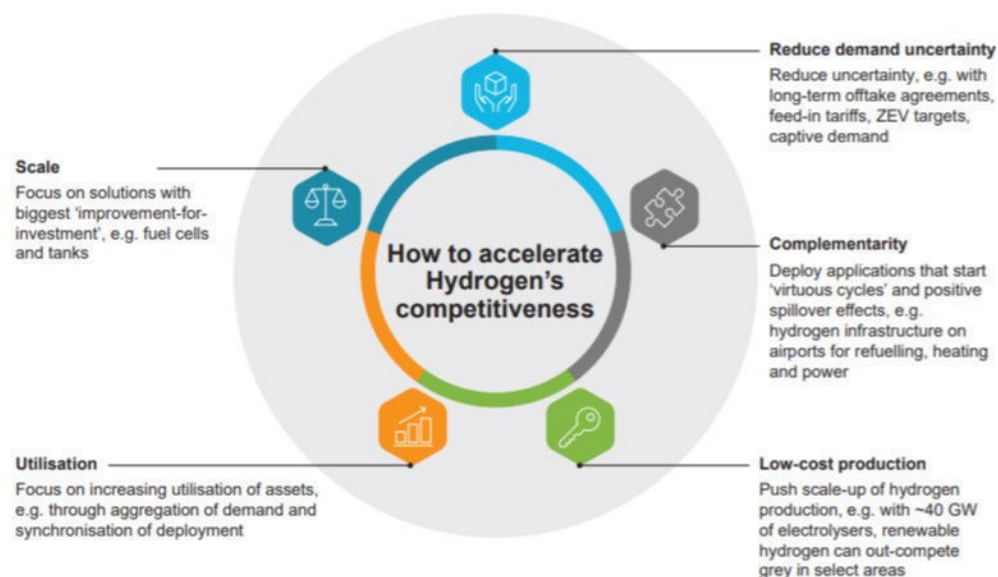 Reduce demand uncertainty
Reduce uncertainty, e.g. with
long-term offtake agreements,
feed-in tariffs, ZEV targets,
captive demand
Scale
Focus on solutions with
biggest ‘improvement-for-
investment’, e.g. fuel cells
and tanks
How to accelerate
Hydrogen’s
competitiveness
Complementarity
Deploy applications that start
‘virtuous cycles’ and positive
spillover effects, e.g.
hydrogen infrastructure on
airports for refuelling, heating
and power
Utilisation
Focus on increasing utilisation of assets,
e.g. through aggregation of demand and
synchronisation of deployment
Low-cost production
Push scale-up of hydrogen
production, e.g. with ~40 GW
of electrolysers, renewable
hydrogen can out-compete
grey in select areas